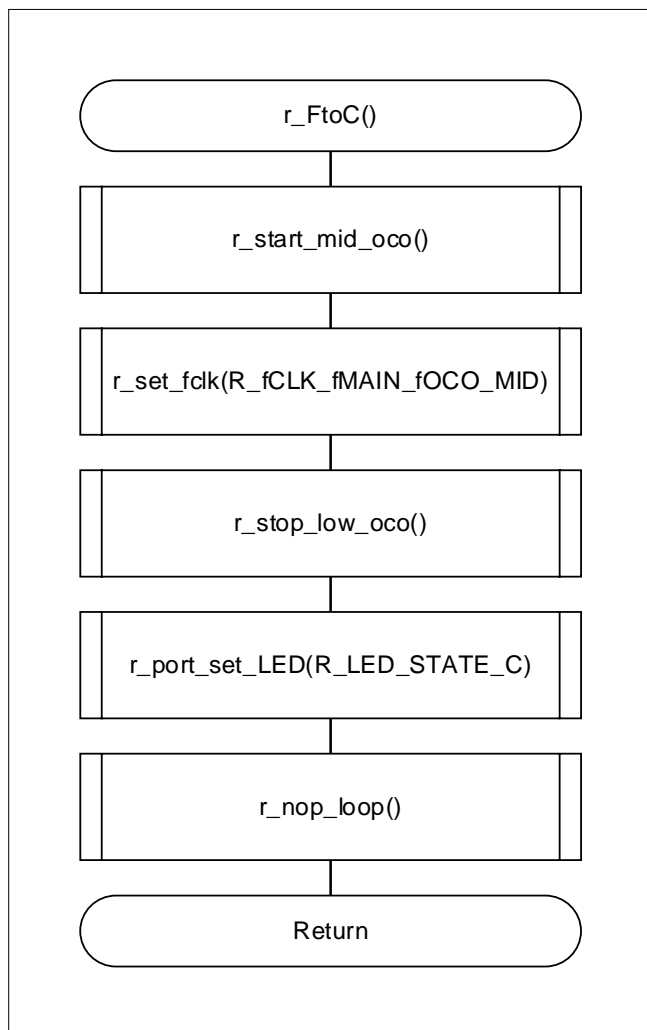 r_FtoC()
r_start_mid_oco()
r_set_fclk(R_fCLK_fMAIN_fOCO_MID)
r_stop_low_oco()
r_port_set_LED(R_LED_STATE_C)
r_nop_loop()
Return